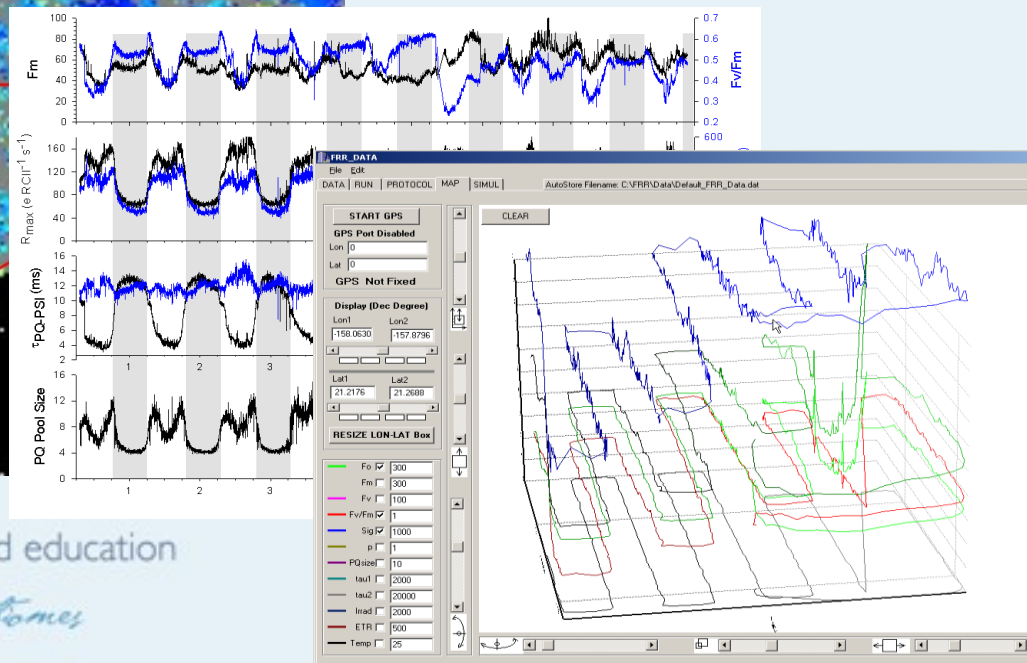 100
80
60
40
20
0
Fm
0.7
0.6
0.5
0.4
0.3
0.2
Fv/Fm
160
120
80
40
0
Rmax (e RCII-1 s-1)
600
16
14
12
10
8
6
4
2
τPQ-PSI (ms)
1 2 3
16
12
8
4
0
PQ Pool Size
1 2 3
d education
FRR_DATA
File Edit
DATA RUN PROTOCOL MAP SIMUL AutoStore Filename: C:\FRR\Data\Default_FRR_Data.dat
START GPS
CLEAR
GPS Port Disabled
Lon 0
Lat 0
GPS Not Fixed
Display (Dec Degree)
Lon1 Lon2
-158.0630 -157.8796
Lat1 Lat2
21.2176 21.2688
RESIZE LON-LAT Box
Fo 300
Fm 300
Fv 100
Fv/Fm 1
Sig 1000
p 1
PQsize 10
tau1 2000
tau2 20000
Irrad 2000
ETR 500
Temp 25